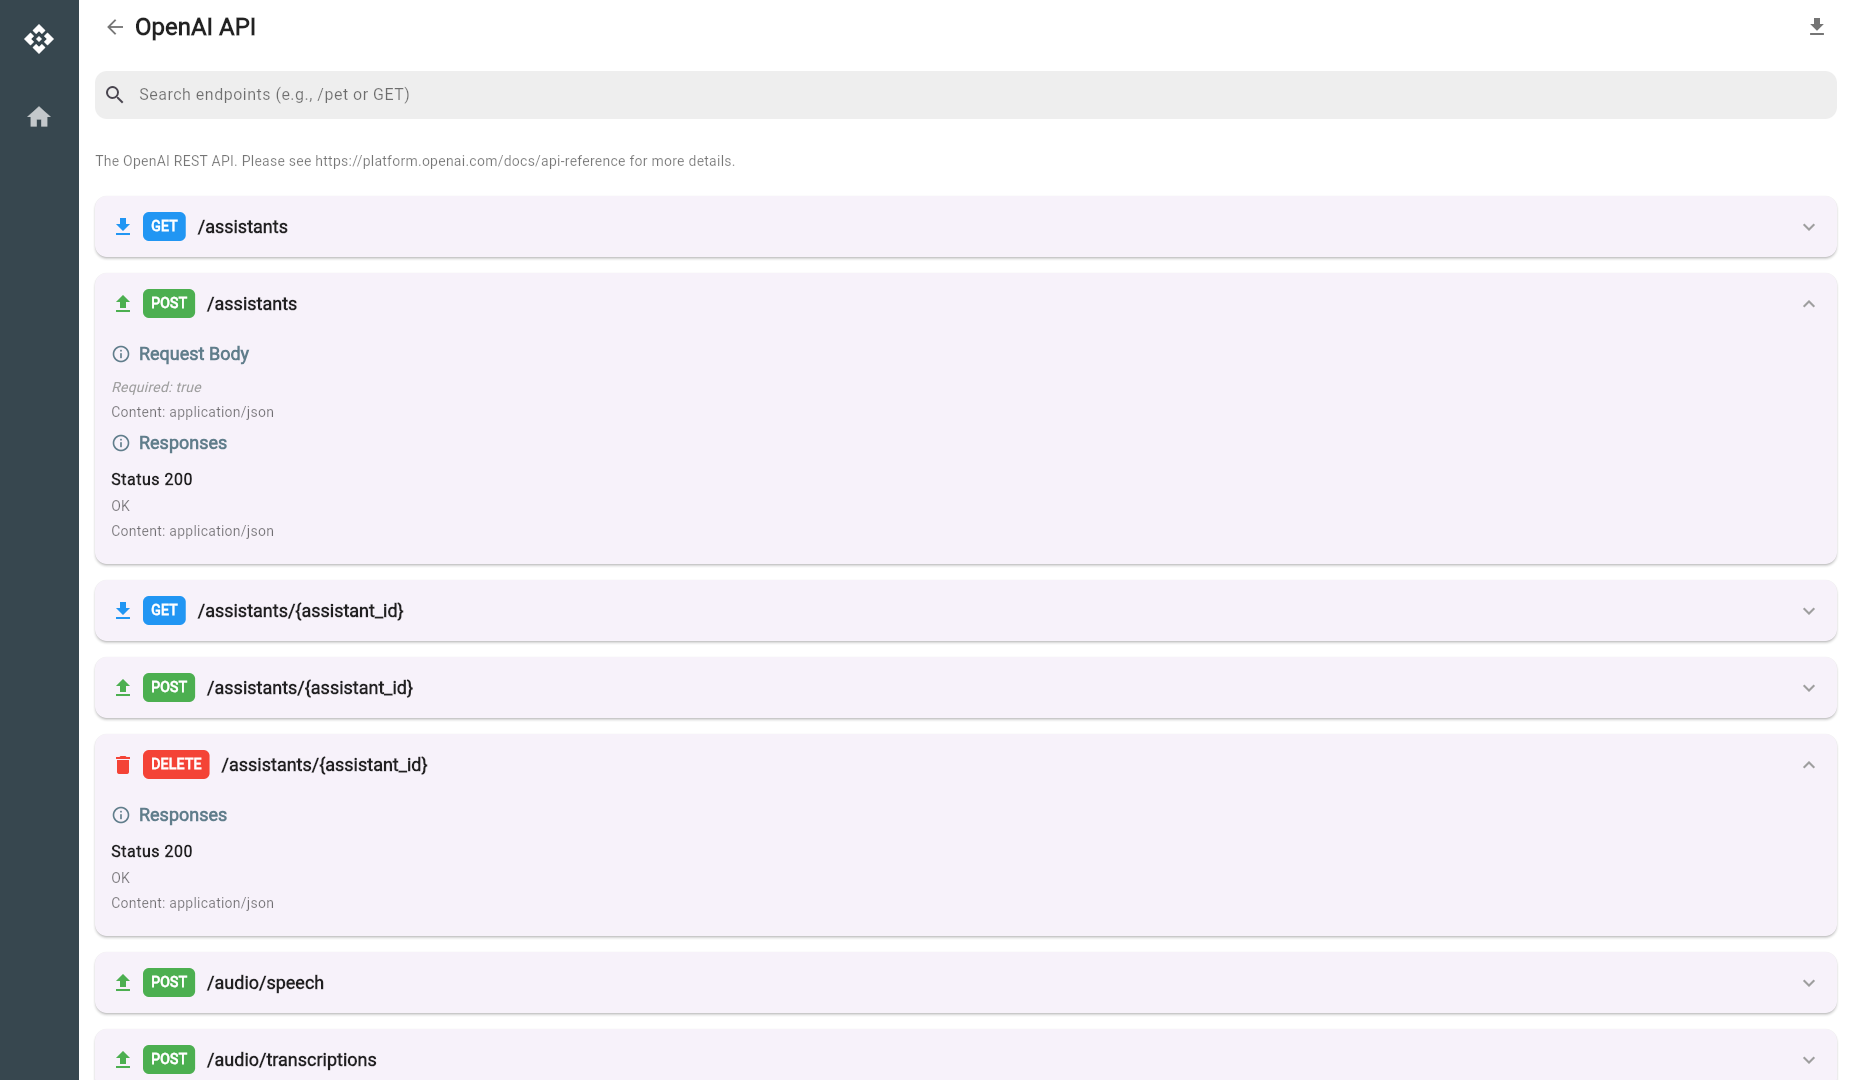 OpenAI API
Search endpoints (e.g., /pet or GET)
The OpenAI REST API. Please see https://platform.openai.com/docs/api-reference for more details.
GET /assistants
POST /assistants
Request Body
Required: true
Content: application/json
Responses
Status 200
OK
Content: application/json
GET /assistants/{assistant_id}
POST /assistants/{assistant_id}
DELETE /assistants/{assistant_id}
Responses
Status 200
OK
Content: application/json
POST /audio/speech
POST /audio/transcriptions